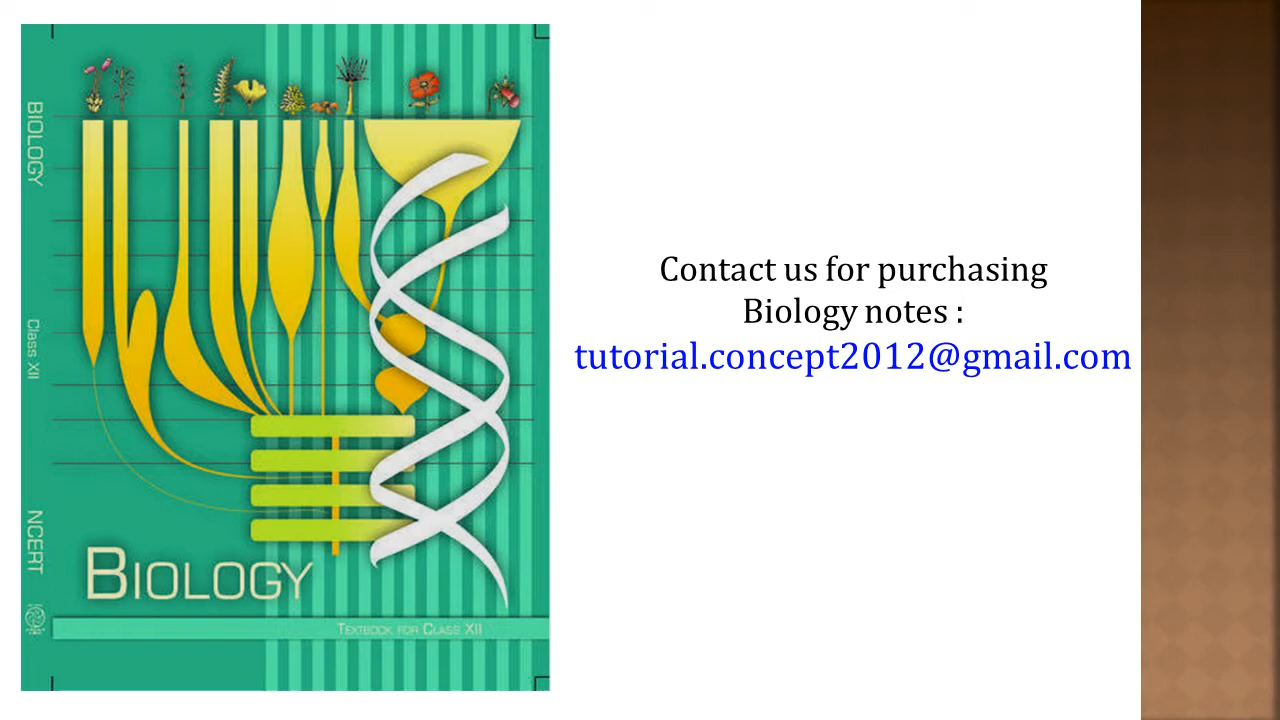 BIOLOGY
Class XII
NCERT
BIOLOGY
TEXTBOOK FOR CLASS XII
Contact us for purchasing
Biology notes :
tutorial.concept2012@gmail.com